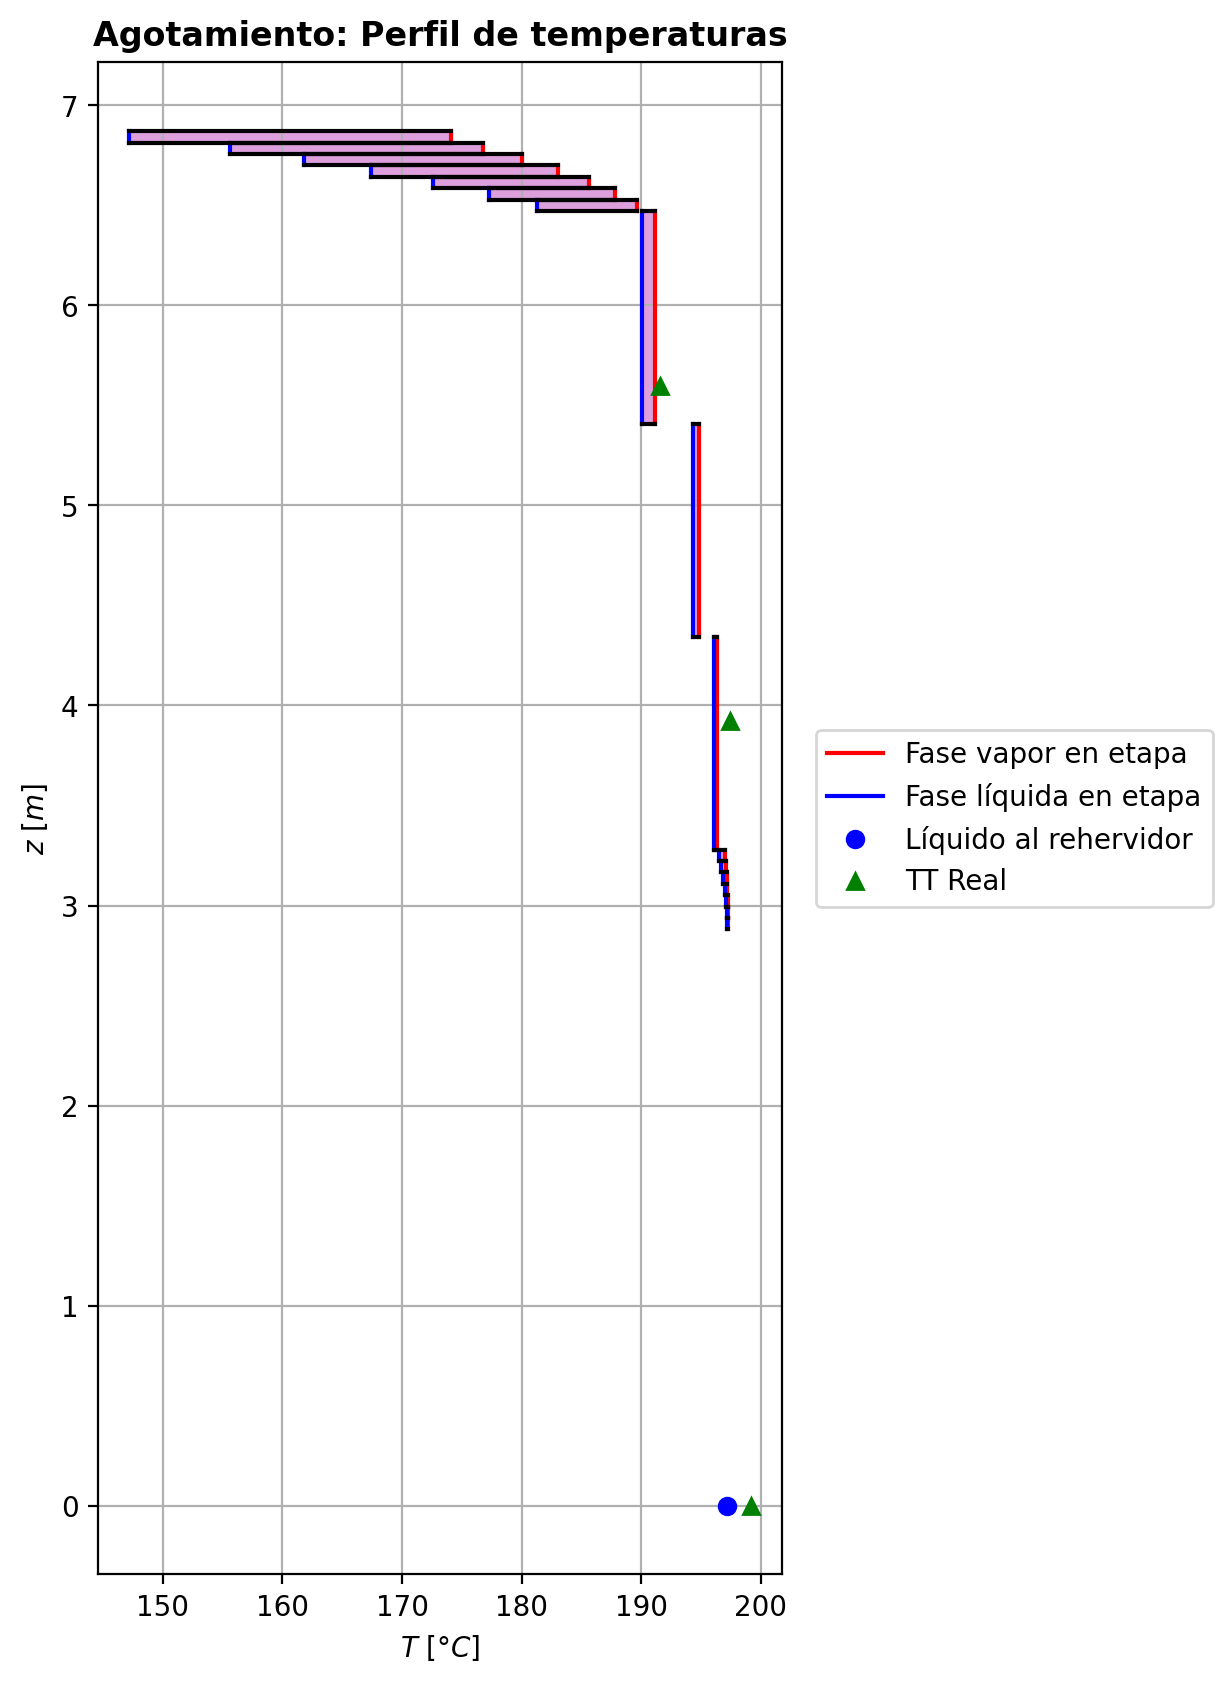 Agotamiento: Perfil de temperaturas
7
6
5
4
3
2
1
0
z [m]
150 160 170 180 190 200
T [°C]
Fase vapor en etapa
Fase líquida en etapa
Líquido al rehervidor
TT Real